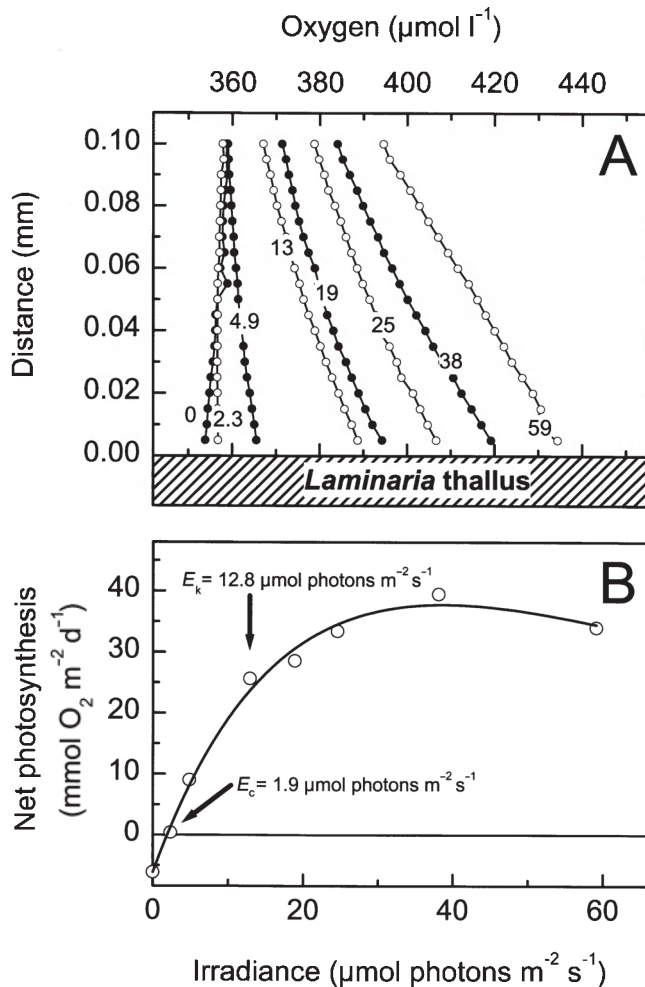 Oxygen (µmol l⁻¹)
360 380 400 420 440
A
Distance (mm)
0.10
0.08
0.06
0.04
0.02
0.00
0
2.3
4.9
13
19
25
38
59
Laminaria thallus
B
Net photosynthesis
(mmol O₂ m⁻² d⁻¹)
40
30
20
10
0
Eₖ = 12.8 µmol photons m⁻² s⁻¹
E_c = 1.9 µmol photons m⁻² s⁻¹
0 20 40 60
Irradiance (µmol photons m⁻² s⁻¹)